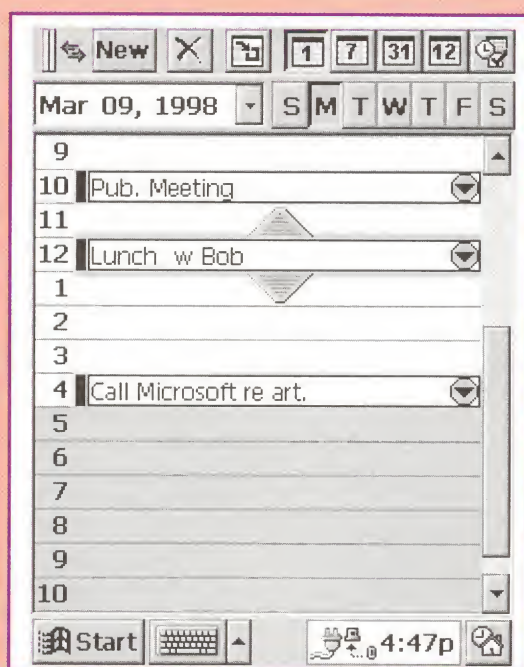 New 1 7 31 12
Mar 09, 1998 S M T W T F S
9
10 Pub. Meeting
11
12 Lunch w Bob
1
2
3
4 Call Microsoft re art.
5
6
7
8
9
10
Start 4:47p